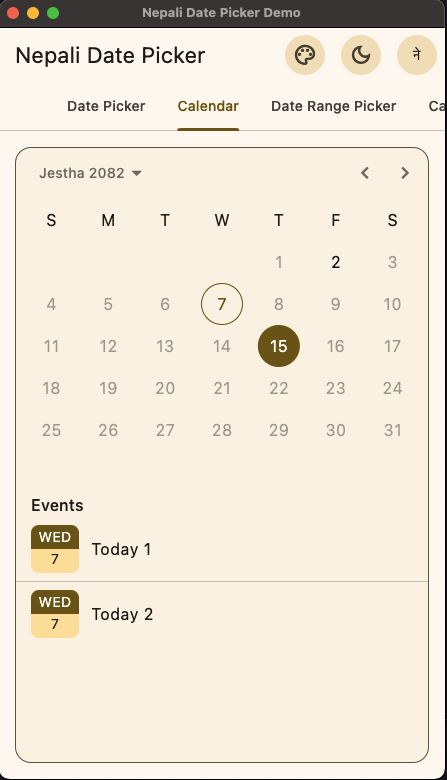 Nepali Date Picker Demo
Nepali Date Picker
ने
Date Picker Calendar Date Range Picker Ca
Jestha 2082
S M T W T F S
1 2 3
4 5 6 7 8 9 10
11 12 13 14 15 16 17
18 19 20 21 22 23 24
25 26 27 28 29 30 31
Events
WED
7
Today 1
WED
7
Today 2